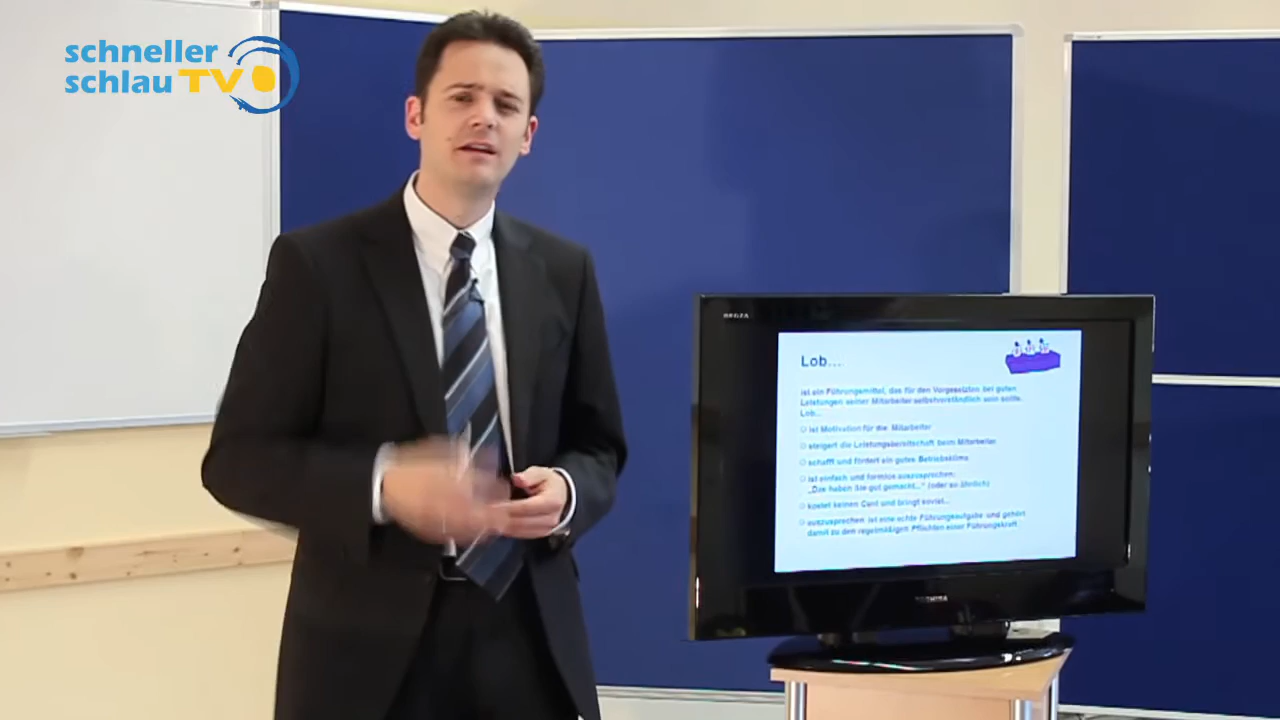 schneller
schlau TV
REGZA
Lob....
ist ein Führungsmittel, das für den Vorgesetzten bei guten
Leistungen seiner Mitarbeiter selbstverständlich sein sollte.
Lob...
ist Motivation für die Mitarbeiter
steigert die Leistungsbereitschaft beim Mitarbeiter
schafft und fördert ein gutes Betriebsklima
ist einfach und formlos auszusprechen:
„Das haben Sie gut gemacht...“ (oder so ähnlich)
kostet keinen Cent und bringt soviel...
auszusprechen ist eine echte Führungsaufgabe und gehört
damit zu den regelmäßigen Pflichten einer Führungskraft
TOSHIBA